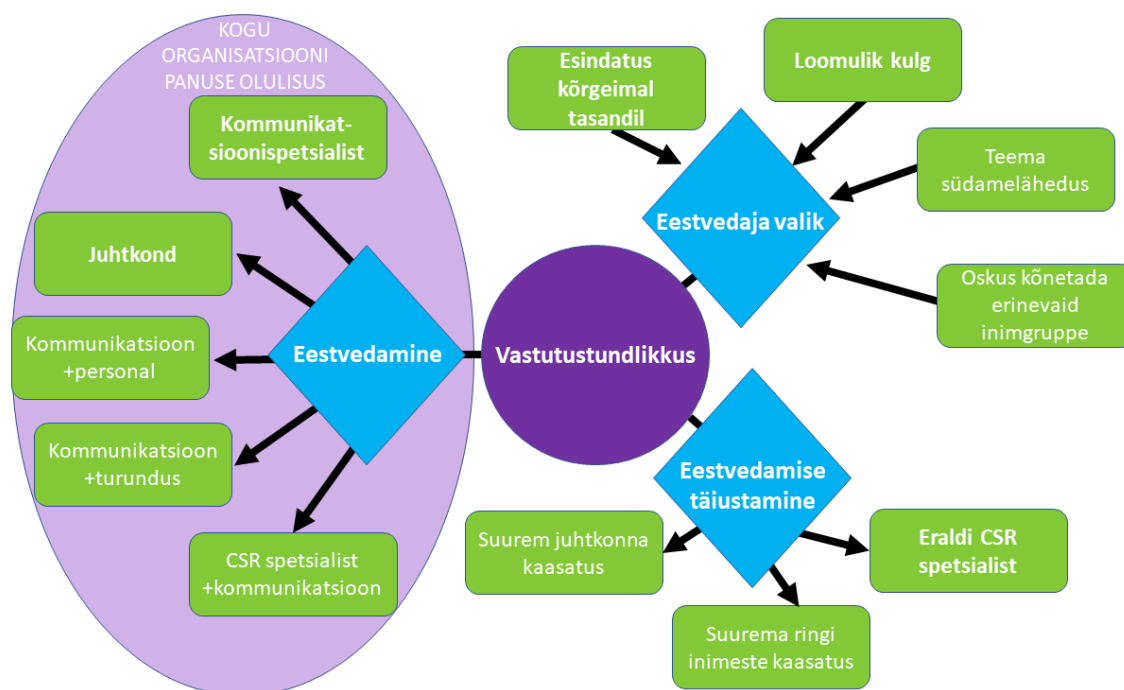 KOGU
ORGANISATSIOONI
PANUSE OLULISUS
Kommunikat-
sioonispetsialist
Juhtkond
Kommunikatsioon
+personal
Kommunikatsioon
+turundus
CSR spetsialist
+kommunikatsioon
Eestvedamine
Vastutustundlikkus
Esindatus
kõrgeimal
tasandil
Loomulik kulg
Teema
südamelähedus
Oskus kõnetada
erinevaid
inimgruppe
Eestvedaja valik
Eestvedamise
täiustamine
Suurem juhtkonna
kaasatus
Suurema ringi
inimeste kaasatus
Eraldi CSR
spetsialist